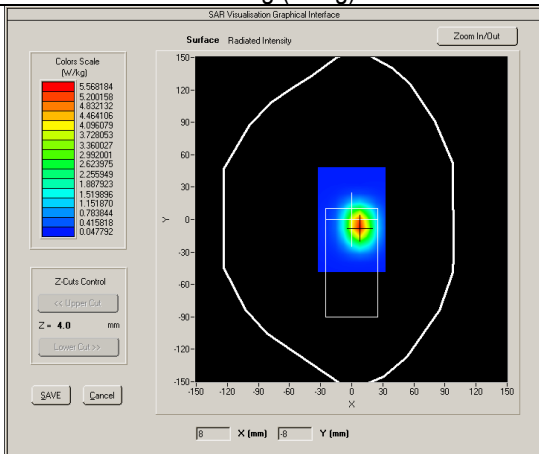 SAR Visualisation Graphical Interface
Surface Radiated Intensity
Zoom In/Out
Colors Scale
(W/kg)
5.568184
5.200158
4.832132
4.464106
4.096079
3.728053
3.360027
2.992001
2.623975
2.255949
1.887923
1.519896
1.151870
0.783844
0.415818
0.047792
Z-Cuts Control
<< Upper Cut
Z = 4.0 mm
Lower Cut >>
SAVE Cancel
150-
120-
90-
60-
30-
0-
-30-
-60-
-90-
-120-
-150-
Y
-150 -120 -90 -60 -30 0 30 60 90 120 150
X
8 X (mm) -8 Y (mm)